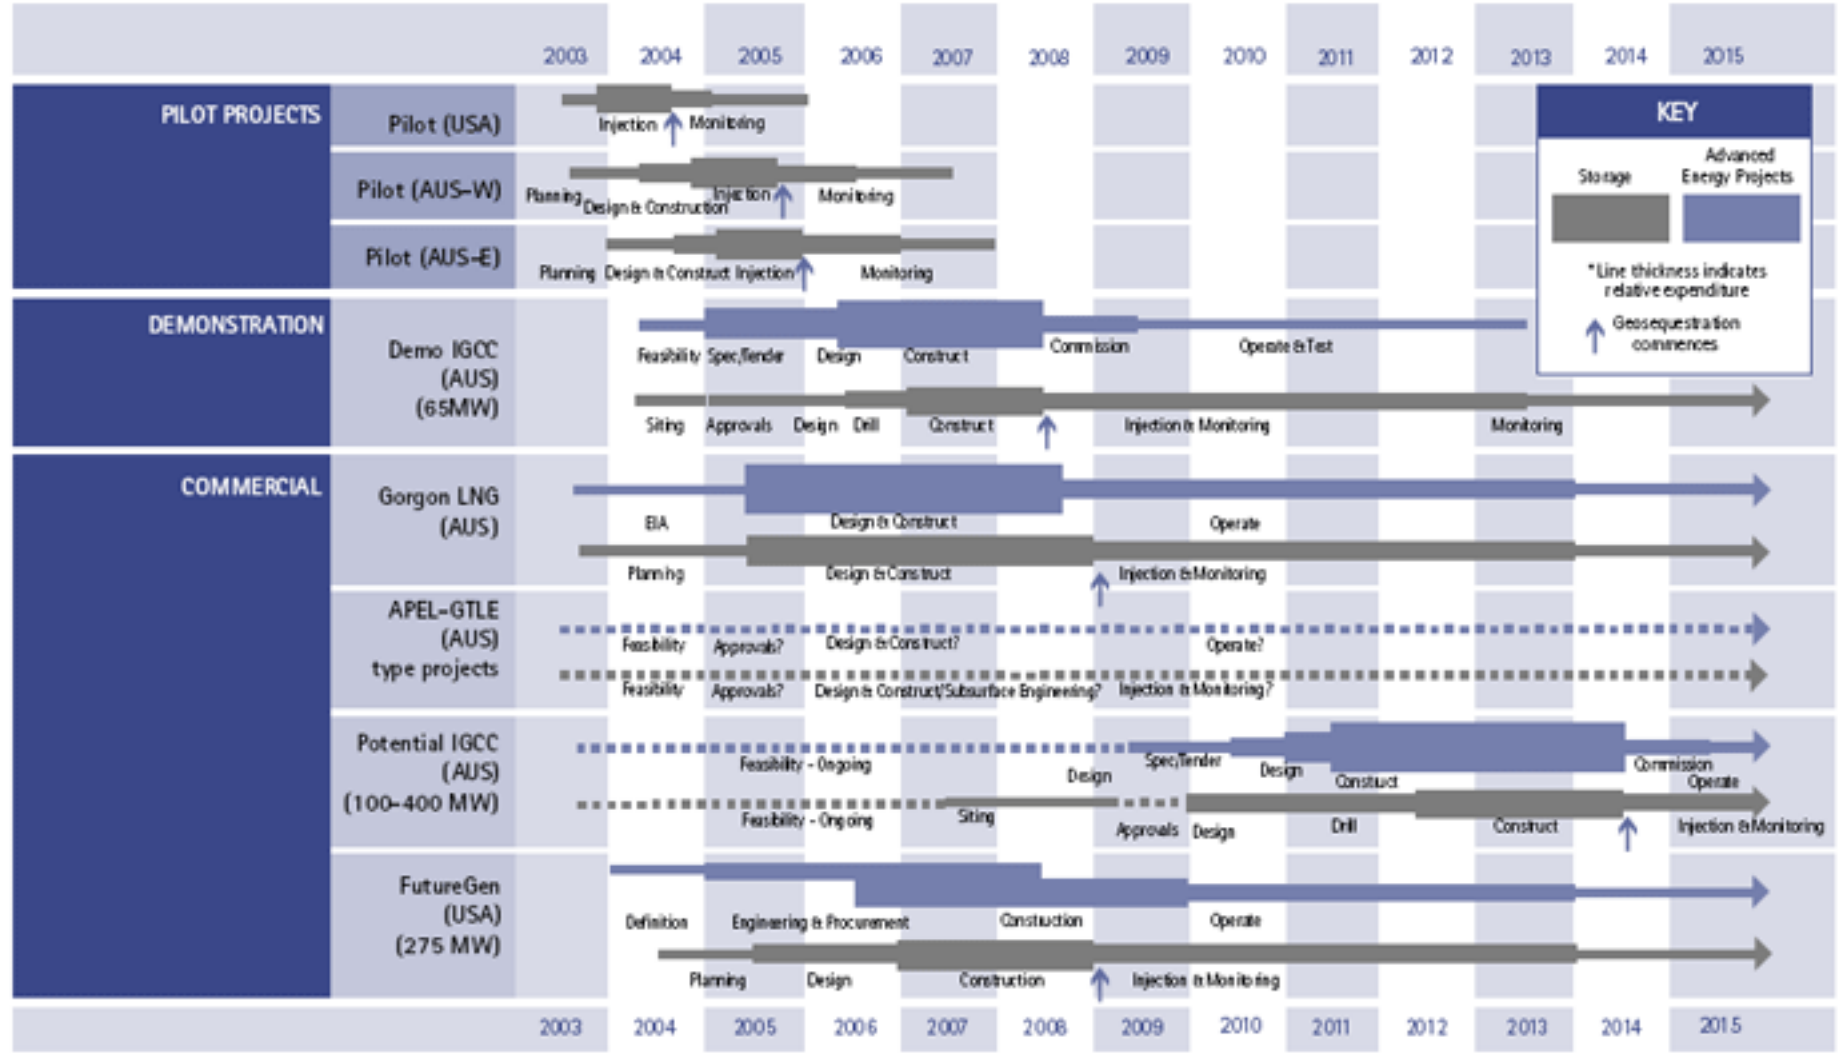 2003 2004 2005 2006 2007 2008 2009 2010 2011 2012 2013 2014 2015
PILOT PROJECTS
Pilot (USA)
Injection Monitoring
Pilot (AUS-W)
Planning Design & Construction Injection Monitoring
Pilot (AUS-E)
Planning Design & Construct Injection Monitoring
KEY
Storage
Advanced
Energy Projects
*Line thickness indicates
relative expenditure
Geosequestration
commences
DEMONSTRATION
Demo IGCC
(AUS)
(65MW)
Feasibility Spec/Tender Design Construct Commission Operate & Test
Siting Approvals Design Drill Construct Injection & Monitoring Monitoring
COMMERCIAL
Gorgon LNG
(AUS)
EIA Design & Construct Operate
Planning Design & Construct Injection & Monitoring
APEL-GTLE
(AUS)
type projects
Feasibility Approvals? Design & Construct? Operate?
Feasibility Approvals? Design & Construct/Subsurface Engineering? Injection & Monitoring?
Potential IGCC
(AUS)
(100-400 MW)
Feasibility - Ongoing Design Spec/Tender Design Construct Commission Operate
Feasibility - Ongoing Siting Approvals Design Drill Construct Injection & Monitoring
FutureGen
(USA)
(275 MW)
Definition Engineering & Procurement Construction Operate
Planning Design Construction Injection & Monitoring
2003 2004 2005 2006 2007 2008 2009 2010 2011 2012 2013 2014 2015